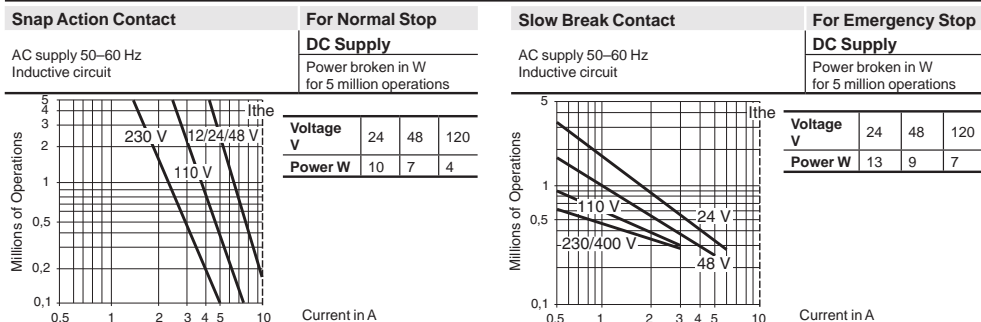 Snap Action Contact
For Normal Stop
AC supply 50–60 Hz
Inductive circuit
DC Supply
Power broken in W
for 5 million operations
5
4
3
2
1
0,5
0,2
0,1
Millions of Operations
Ithe
230 V
12/24/48 V
110 V
0.5 1 2 3 4 5 10
Current in A
Voltage
V
24 48 120
Power W 10 7 4
Slow Break Contact
For Emergency Stop
AC supply 50–60 Hz
Inductive circuit
DC Supply
Power broken in W
for 5 million operations
5
1
0,5
0,1
Millions of Operations
Ithe
110 V
24 V
230/400 V
48 V
0.5 1 2 3 4 5 10
Current in A
Voltage
V
24 48 120
Power W 13 9 7